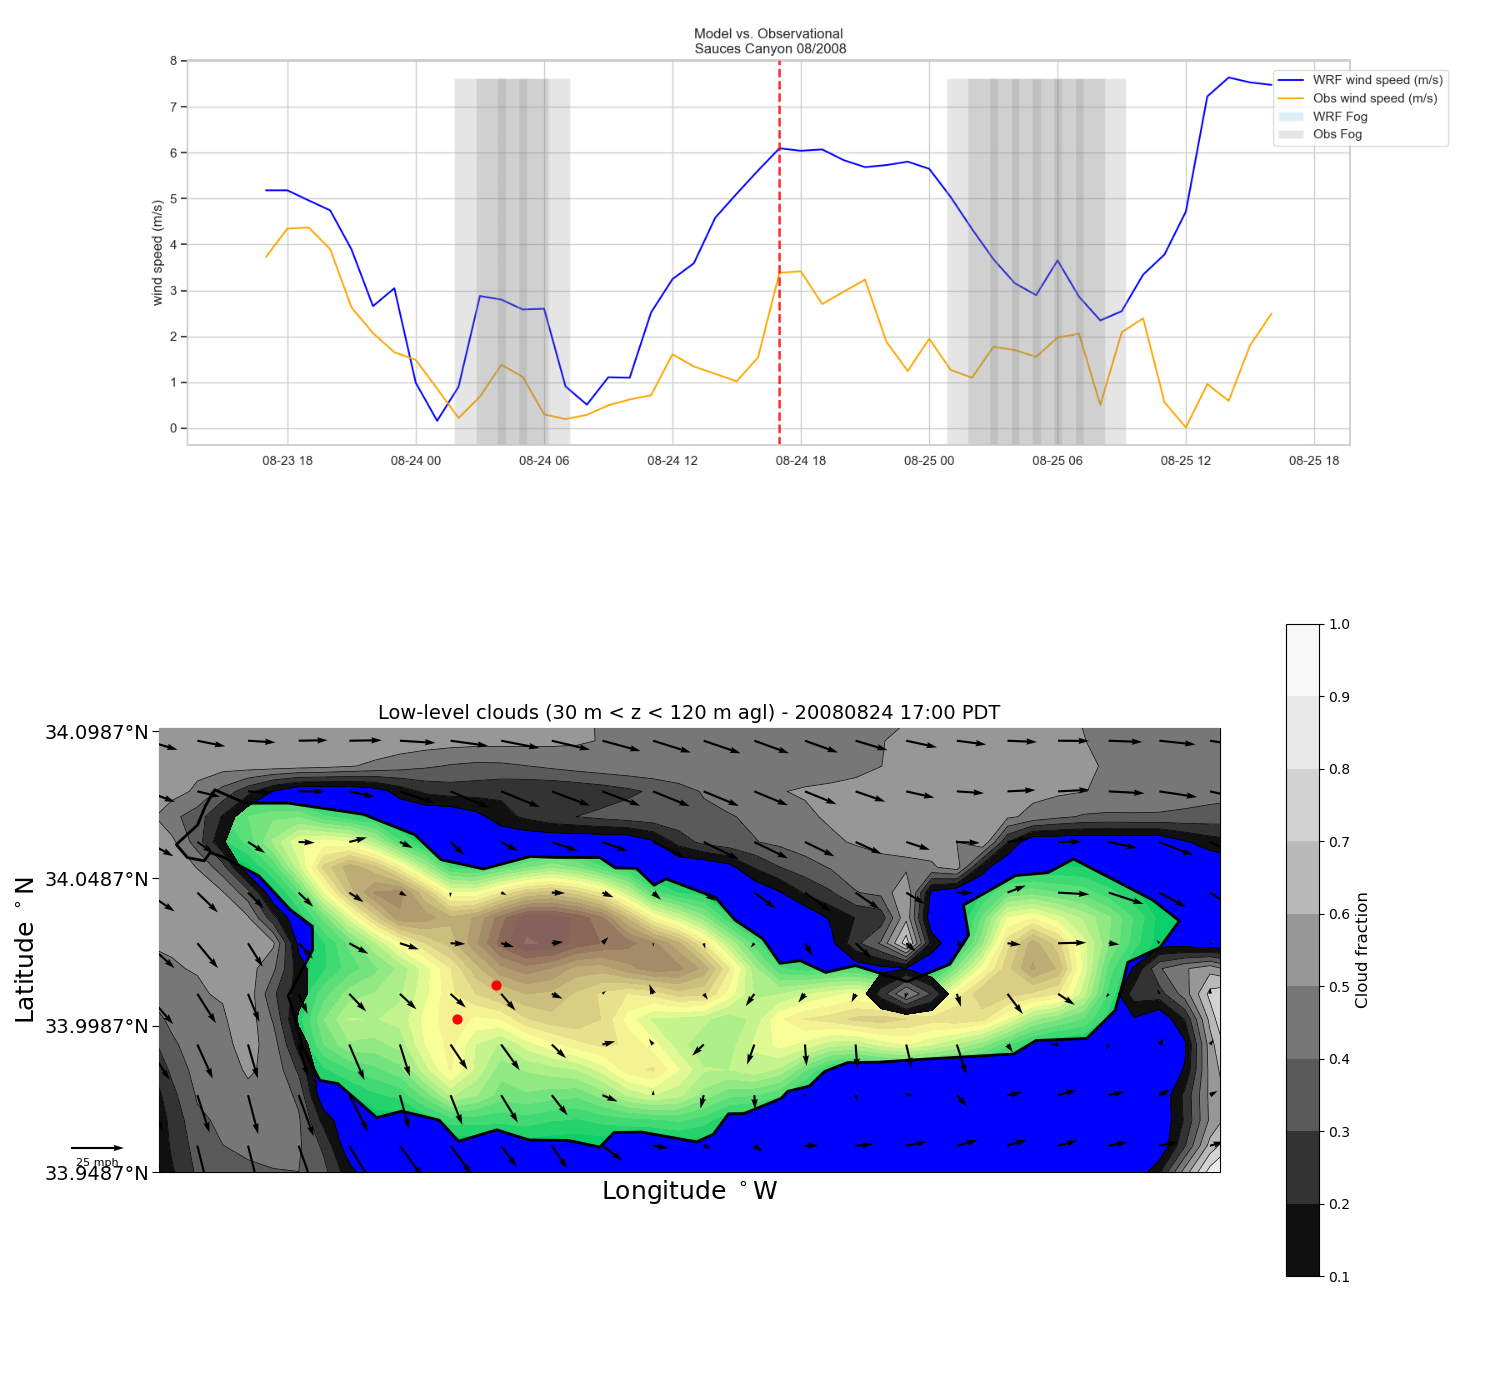 Model vs. Observational
Sauces Canyon 08/2008
8
7
6
5
4
3
2
1
0
wind speed (m/s)
WRF wind speed (m/s)
Obs wind speed (m/s)
WRF Fog
Obs Fog
08-23 18
08-24 00
08-24 06
08-24 12
08-24 18
08-25 00
08-25 06
08-25 12
08-25 18
Low-level clouds (30 m < z < 120 m agl) - 20080824 17:00 PDT
34.0987°N
34.0487°N
33.9987°N
33.9487°N
Latitude °N
25 mph
Longitude °W
1.0
0.9
0.8
0.7
0.6
0.5
0.4
0.3
0.2
0.1
Cloud fraction